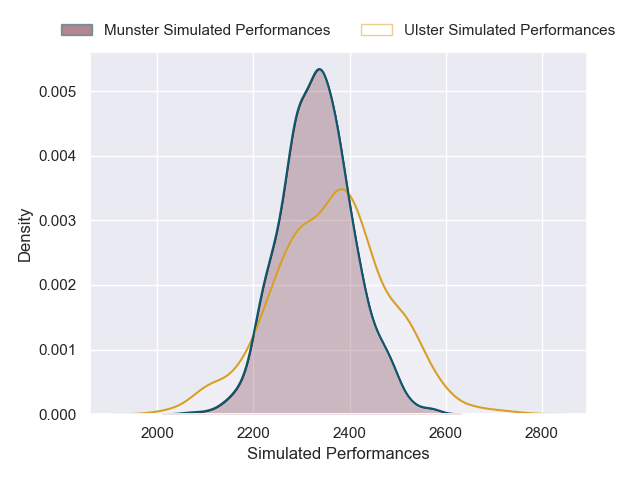 Munster Simulated Performances
Ulster Simulated Performances
0.005
0.004
0.003
0.002
0.001
0.000
Density
2000
2200
2400
2600
2800
Simulated Performances